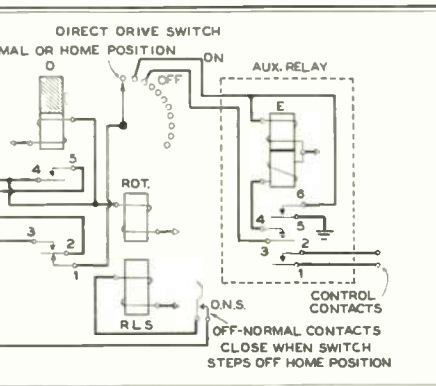 DIRECT DRIVE SWITCH
MAL OR HOME POSITION
ON
D
OFF
AUX. RELAY
E
5
4
ROT.
6
4
5
3
2
3
2
1
1
RLS
O.N.S.
CONTROL
CONTACTS
OFF-NORMAL CONTACTS
CLOSE WHEN SWITCH
STEPS OFF HOME POSITION